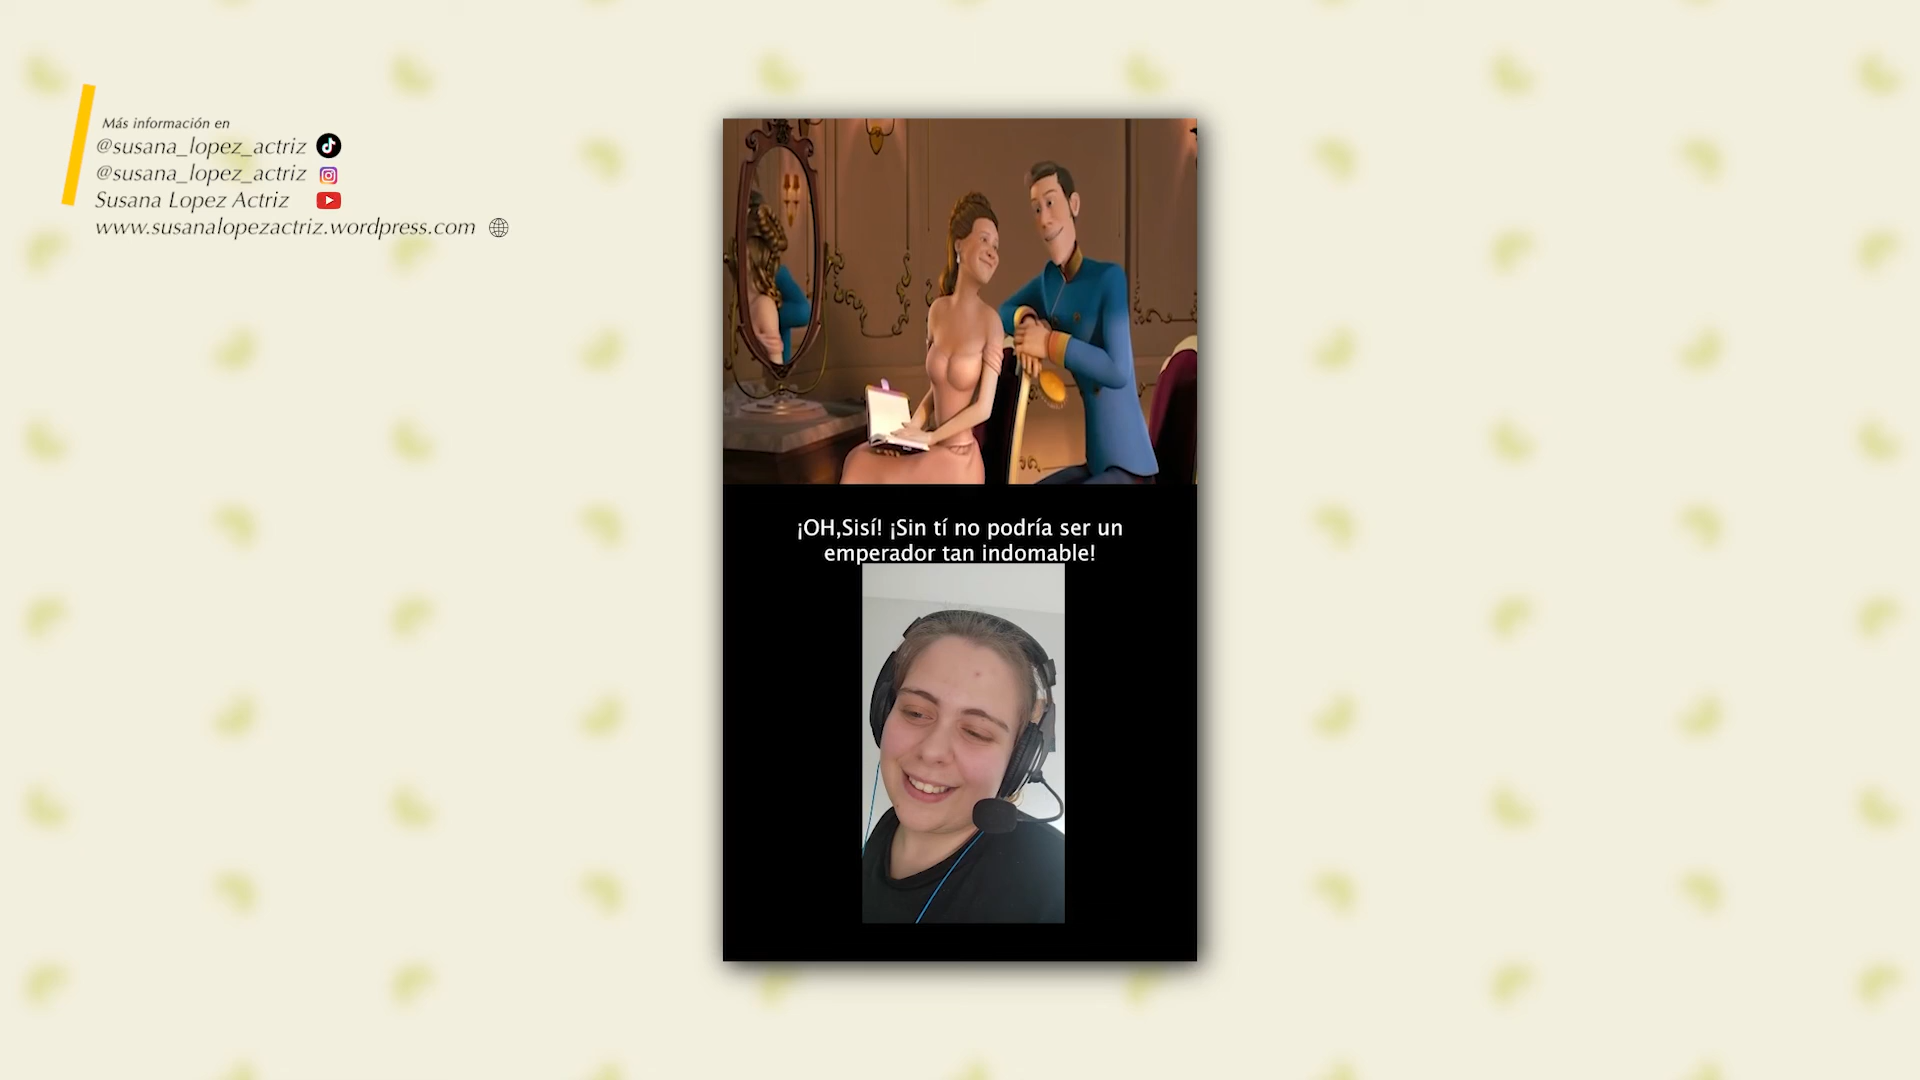 Más información en
@susana_lopez_actriz
@susana_lopez_actriz
Susana Lopez Actriz
www.susanalopezactriz.wordpress.com
¡OH,Sisí! ¡Sin tí no podría ser un
emperador tan indomable!